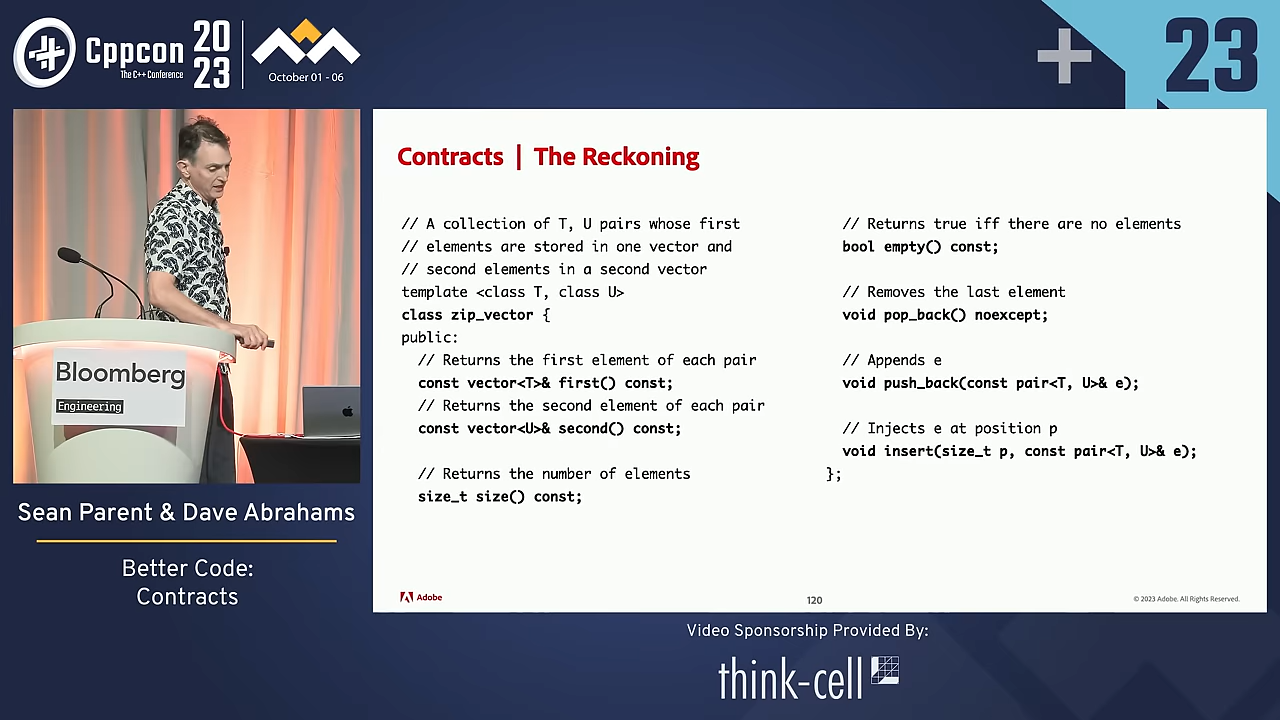 Cppcon
The C++ Conference
20
23
October 01 - 06
23
Bloomberg
Engineering
Sean Parent & Dave Abrahams
Better Code:
Contracts
Contracts | The Reckoning
// A collection of T, U pairs whose first
// elements are stored in one vector and
// second elements in a second vector
template <class T, class U>
class zip_vector {
public:
// Returns the first element of each pair
const vector<T>& first() const;
// Returns the second element of each pair
const vector<U>& second() const;
// Returns the number of elements
size_t size() const;
// Returns true iff there are no elements
bool empty() const;
// Removes the last element
void pop_back() noexcept;
// Appends e
void push_back(const pair<T, U>& e);
// Injects e at position p
void insert(size_t p, const pair<T, U>& e);
};
Adobe
120
© 2023 Adobe. All Rights Reserved.
Video Sponsorship Provided By:
think-cell